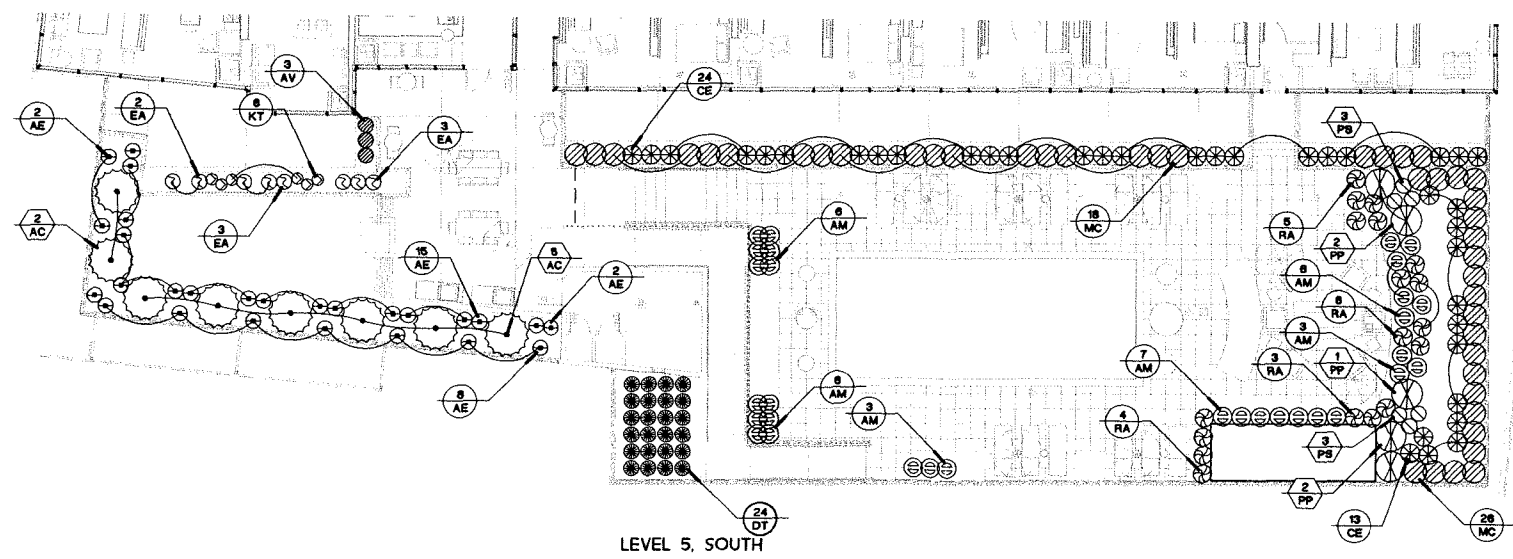 3
AV
24
CE
2
AE
2
EA
6
KT
3
EA
3
PS
2
AC
3
EA
15
AE
5
AC
2
AE
6
AM
18
MC
5
RA
2
PP
6
AM
6
RA
3
AM
1
PP
7
AM
3
RA
8
AE
6
AM
3
AM
4
RA
3
PS
2
PP
24
DT
13
CE
26
MC
LEVEL 5, SOUTH